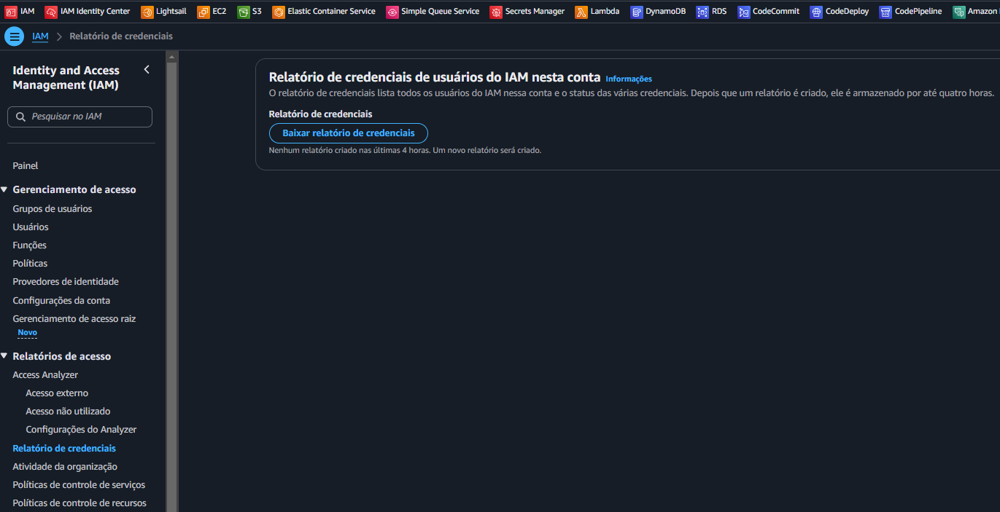 IAM IAM Identity Center Lightsail EC2 S3 Elastic Container Service Simple Queue Service Secrets Manager Lambda DynamoDB RDS CodeCommit CodeDeploy CodePipeline Amazon
IAM > Relatório de credenciais
Identity and Access
Management (IAM)
Pesquisar no IAM
Painel
Gerenciamento de acesso
Grupos de usuários
Usuários
Funções
Políticas
Provedores de identidade
Configurações da conta
Gerenciamento de acesso raiz
Novo
Relatórios de acesso
Access Analyzer
Acesso externo
Acesso não utilizado
Configurações do Analyzer
Relatório de credenciais
Atividade da organização
Políticas de controle de serviços
Políticas de controle de recursos
Relatório de credenciais de usuários do IAM nesta conta Informações
O relatório de credenciais lista todos os usuários do IAM nessa conta e o status das várias credenciais. Depois que um relatório é criado, ele é armazenado por até quatro horas.
Relatório de credenciais
Baixar relatório de credenciais
Nenhum relatório criado nas últimas 4 horas. Um novo relatório será criado.